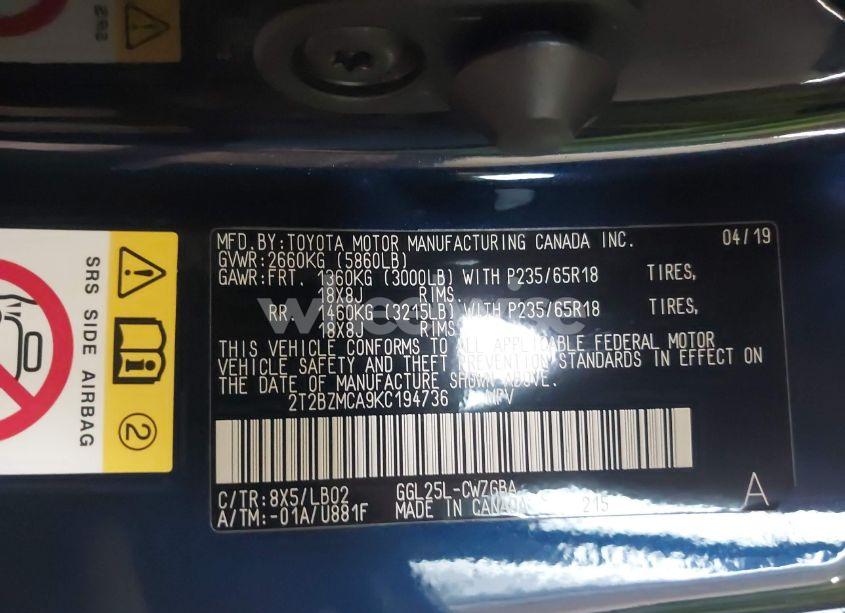 MFD.BY:TOYOTA MOTOR MANUFACTURING CANADA INC. 04/19
GVWR:2660KG (5860LB)
GAWR:FRT. 1360KG (3000LB) WITH P235/65R18 TIRES,
18X8J RIMS.
RR. 1460KG (3215LB) WITH P235/65R18 TIRES,
18X8J RIMS
THIS VEHICLE CONFORMS TO ALL APPLICABLE FEDERAL MOTOR
VEHICLE SAFETY AND THEFT PREVENTION STANDARDS IN EFFECT ON
THE DATE OF MANUFACTURE SHOWN ABOVE.
2T2BZMCA9KC194736 MPV
C/TR:8X5/LB02 GGL25L-CWZGBA
A/TM:-01A/U881F MADE IN CANADA 215
A
SRS SIDE AIRBAG
2